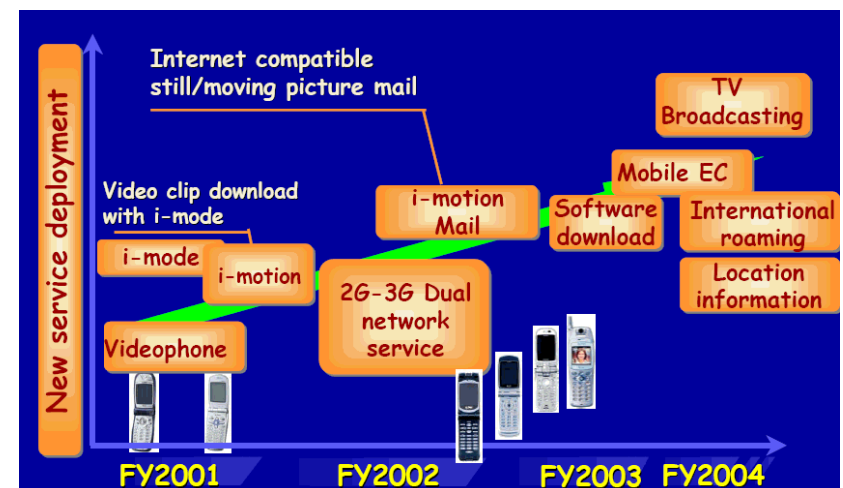 New service deployment
Internet compatible
still/moving picture mail
Video clip download
with i-mode
i-mode
i-motion
Videophone
i-motion
Mail
2G-3G Dual
network
service
TV
Broadcasting
Mobile EC
Software
download
International
roaming
Location
information
FY2001
FY2002
FY2003
FY2004